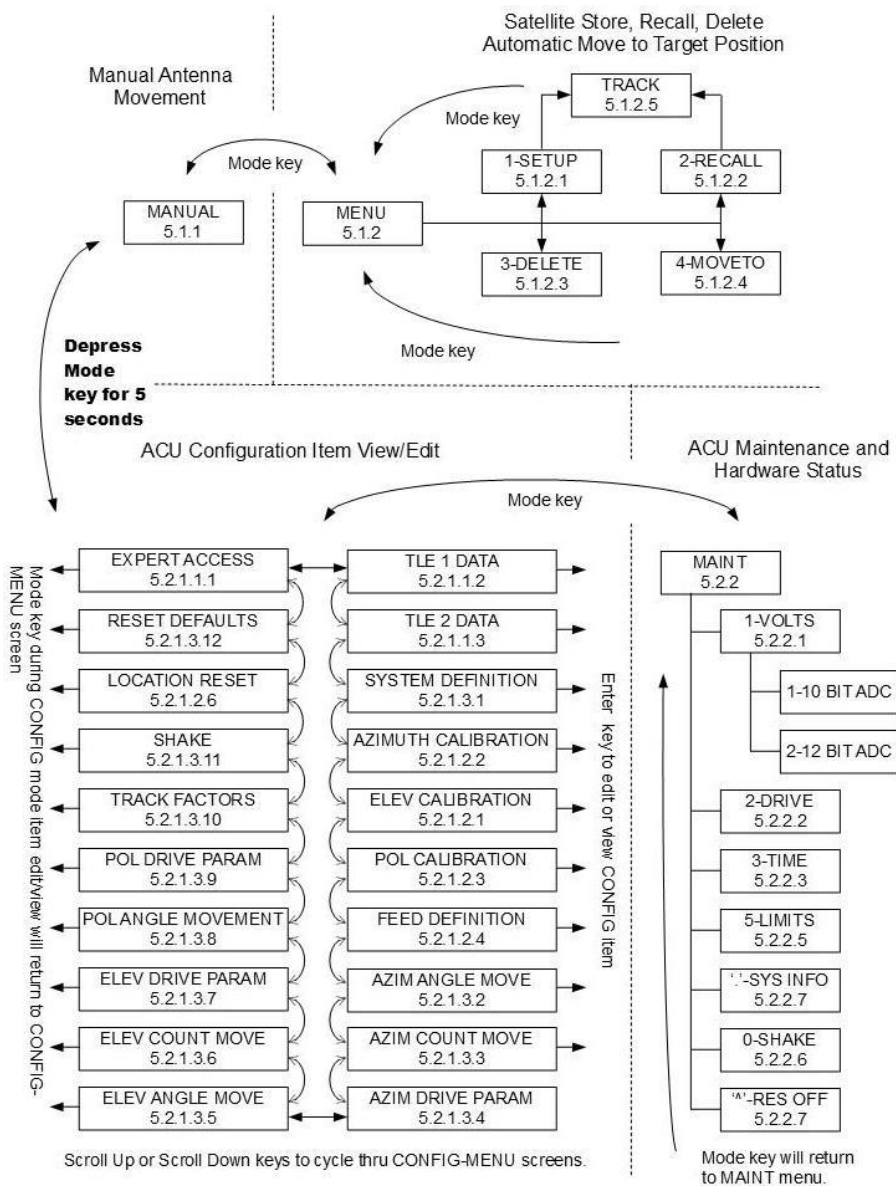 Satellite Store, Recall, Delete
Automatic Move to Target Position
Manual Antenna
Movement
TRACK
5.1.2.5
Mode key
Mode key
1-SETUP
5.1.2.1
2-RECALL
5.1.2.2
MANUAL
5.1.1
MENU
5.1.2
3-DELETE
5.1.2.3
4-MOVETO
5.1.2.4
Mode key
Depress
Mode
key for 5
seconds
ACU Configuration Item View/Edit
ACU Maintenance and
Hardware Status
Mode key
Mode key during CONFIG mode item edit/view will return to CONFIG-
MENU screen
EXPERT ACCESS
5.2.1.1.1
RESET DEFAULTS
5.2.1.3.12
LOCATION RESET
5.2.1.2.6
SHAKE
5.2.1.3.11
TRACK FACTORS
5.2.1.3.10
POL DRIVE PARAM
5.2.1.3.9
POL ANGLE MOVEMENT
5.2.1.3.8
ELEV DRIVE PARAM
5.2.1.3.7
ELEV COUNT MOVE
5.2.1.3.6
ELEV ANGLE MOVE
5.2.1.3.5
TLE 1 DATA
5.2.1.1.2
TLE 2 DATA
5.2.1.1.3
SYSTEM DEFINITION
5.2.1.3.1
AZIMUTH CALIBRATION
5.2.1.2.2
ELEV CALIBRATION
5.2.1.2.1
POL CALIBRATION
5.2.1.2.3
FEED DEFINITION
5.2.1.2.4
AZIM ANGLE MOVE
5.2.1.3.2
AZIM COUNT MOVE
5.2.1.3.3
AZIM DRIVE PARAM
5.2.1.3.4
Enter key to edit or view CONFIG item
MAINT
5.2.2
1-VOLTS
5.2.2.1
1-10 BIT ADC
2-12 BIT ADC
2-DRIVE
5.2.2.2
3-TIME
5.2.2.3
5-LIMITS
5.2.2.5
'.'-SYS INFO
5.2.2.7
0-SHAKE
5.2.2.6
'^'-RES OFF
5.2.2.7
Scroll Up or Scroll Down keys to cycle thru CONFIG-MENU screens.
Mode key will return
to MAINT menu.